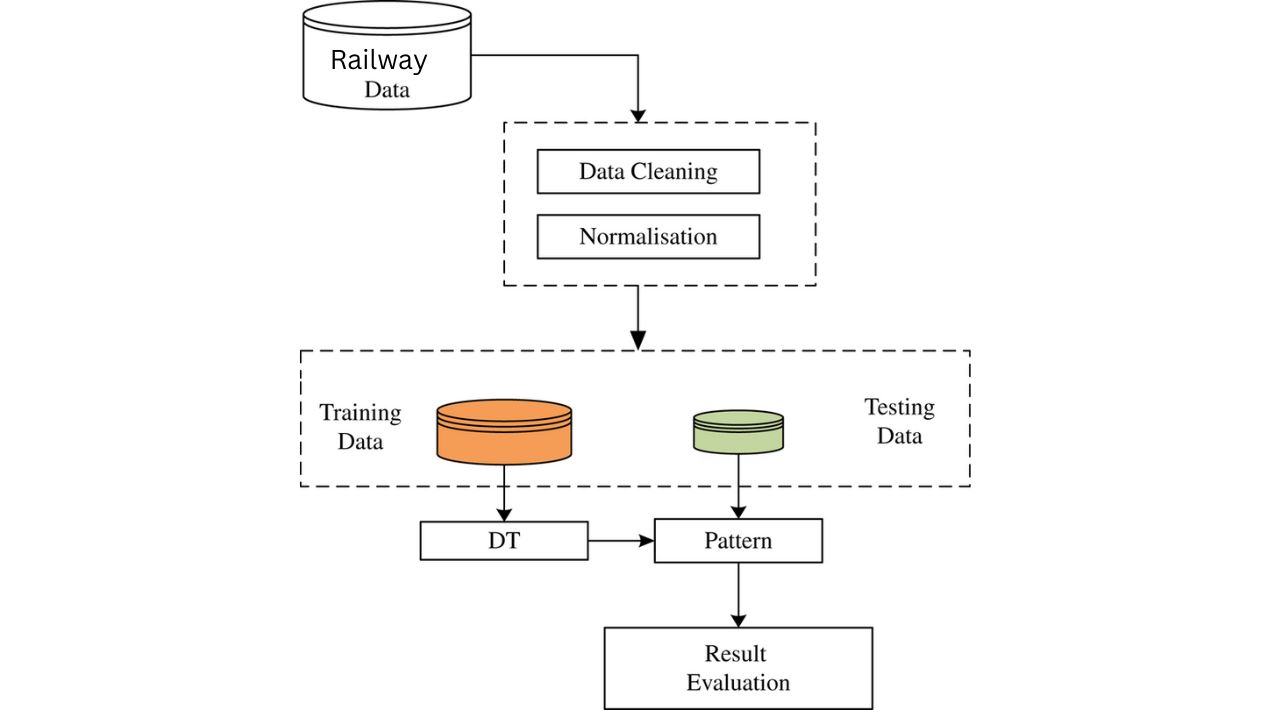 Railway
Data
Data Cleaning
Normalisation
Training
Data
Testing
Data
DT
Pattern
Result
Evaluation